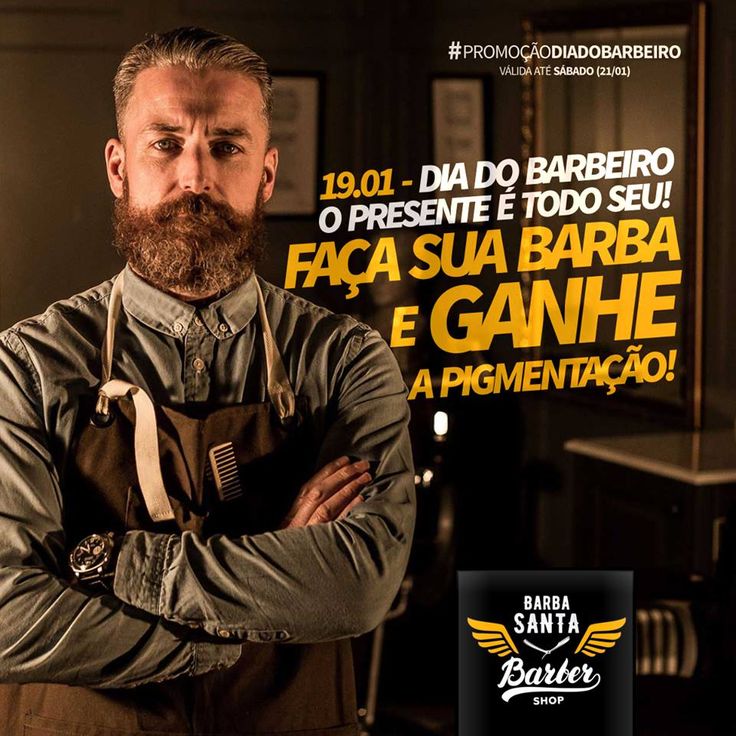 #PROMOÇÃODIADOBARBEIRO
VÁLIDA ATÉ SÁBADO (21/01)
19.01 - DIA DO BARBEIRO
O PRESENTE É TODO SEU!
FAÇA SUA BARBA
E GANHE
A PIGMENTAÇÃO!
BARBA
SANTA
Barber
SHOP